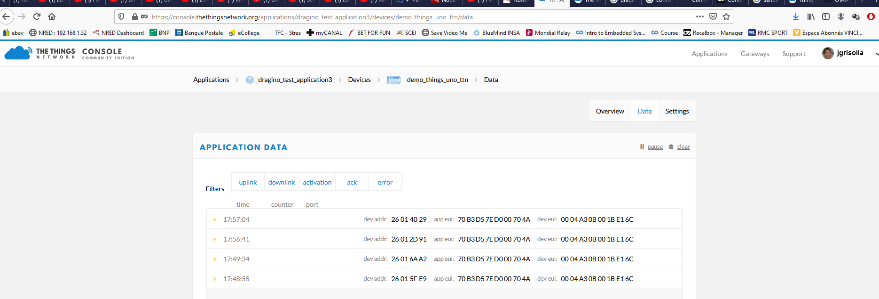 https://console.thethingsnetwork.org/applications/dragino_test_application3/devices/demo_things_uno_ttn/data
ebay NRED : 192.168.1.32 NRED Dashboard BNP Banque Postale eCollege TFC - Stras myCANAL BET FOR FUN SCEI Save Video Me BlueMind INSA Mondial Relay Intro to Embedded Sys... Course Recalbox - Manager RMC SPORT Espace Abonnés VINCI...
THE THINGS NETWORK CONSOLE COMMUNITY EDITION Applications Gateways Support jgrisolia
Applications > dragino_test_application3 > Devices > demo_things_uno_ttn > Data
Overview Data Settings
APPLICATION DATA pause clear
Filters uplink downlink activation ack error
time counter port
17:57:04 dev addr: 26 01 40 29 app eui: 70 B3 D5 7E D0 00 70 4A dev eui: 00 04 A3 0B 00 1B E1 6C
17:56:41 dev addr: 26 01 2D 91 app eui: 70 B3 D5 7E D0 00 70 4A dev eui: 00 04 A3 0B 00 1B E1 6C
17:49:34 dev addr: 26 01 6A A2 app eui: 70 B3 D5 7E D0 00 70 4A dev eui: 00 04 A3 0B 00 1B E1 6C
17:48:55 dev addr: 26 01 5F E9 app eui: 70 B3 D5 7E D0 00 70 4A dev eui: 00 04 A3 0B 00 1B E1 6C